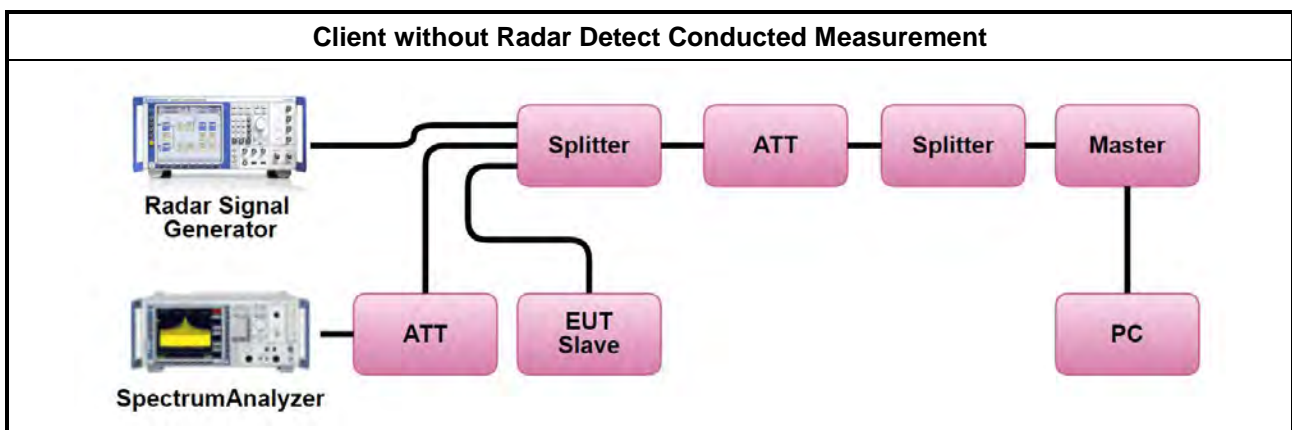 Client without Radar Detect Conducted Measurement
Radar Signal
Generator
Splitter
ATT
Splitter
Master
SpectrumAnalyzer
ATT
EUT
Slave
PC